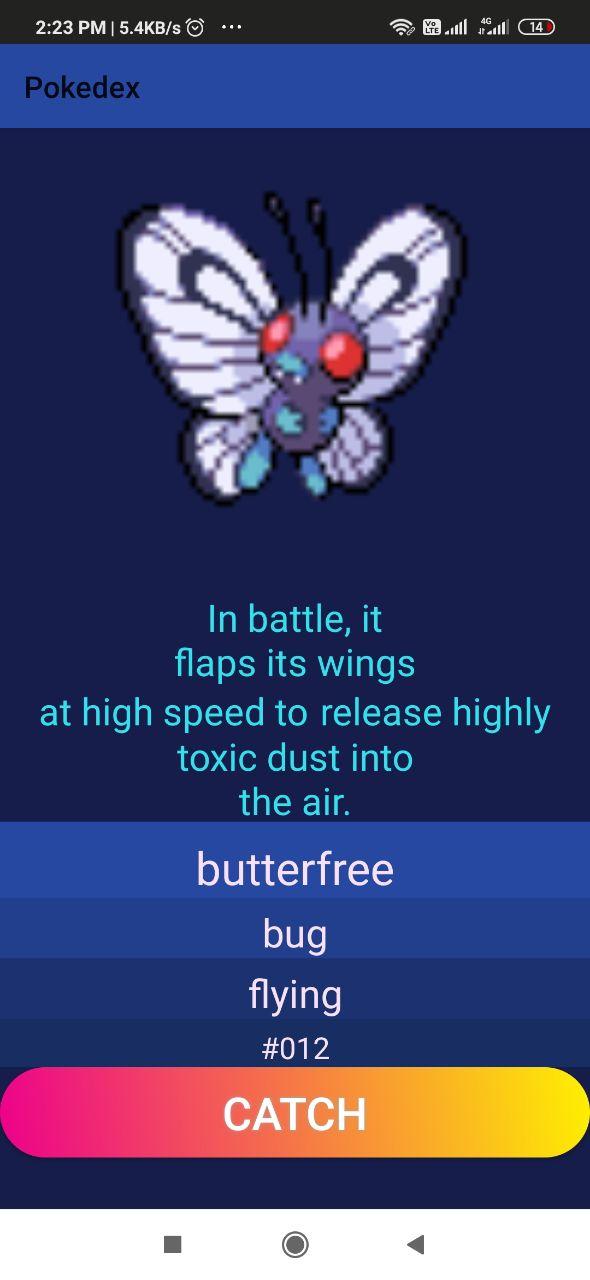 2:23 PM | 5.4KB/s ... Vo LTE 4G 14
Pokedex
In battle, it
flaps its wings
at high speed to release highly
toxic dust into
the air.
butterfree
bug
flying
#012
CATCH